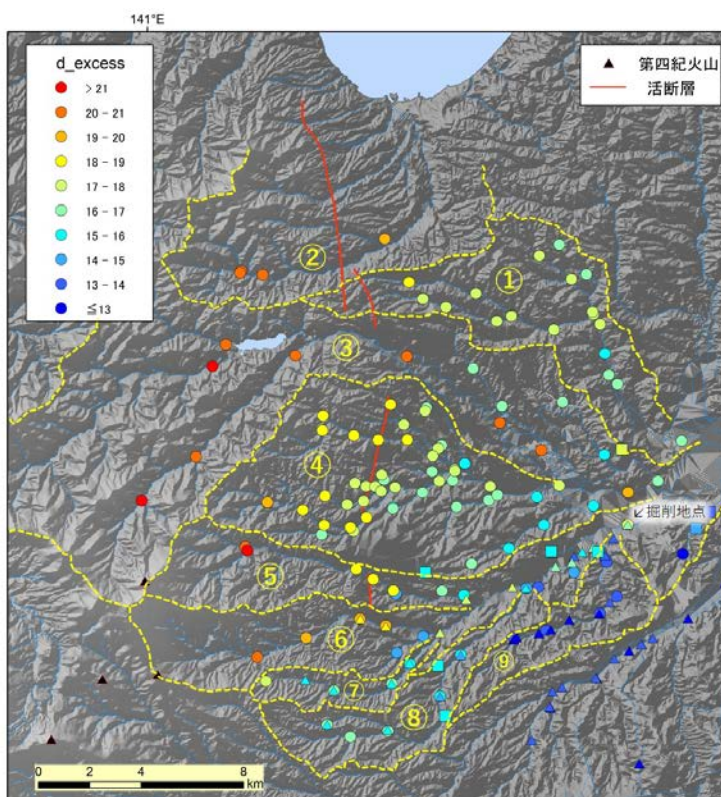 141°E
d_excess
> 21
20 - 21
19 - 20
18 - 19
17 - 18
16 - 17
15 - 16
14 - 15
13 - 14
≦13
第四紀火山
活断層
②
①
③
④
↙掘削地点
⑤
⑥
⑨
⑦
⑧
0 2 4 8
km